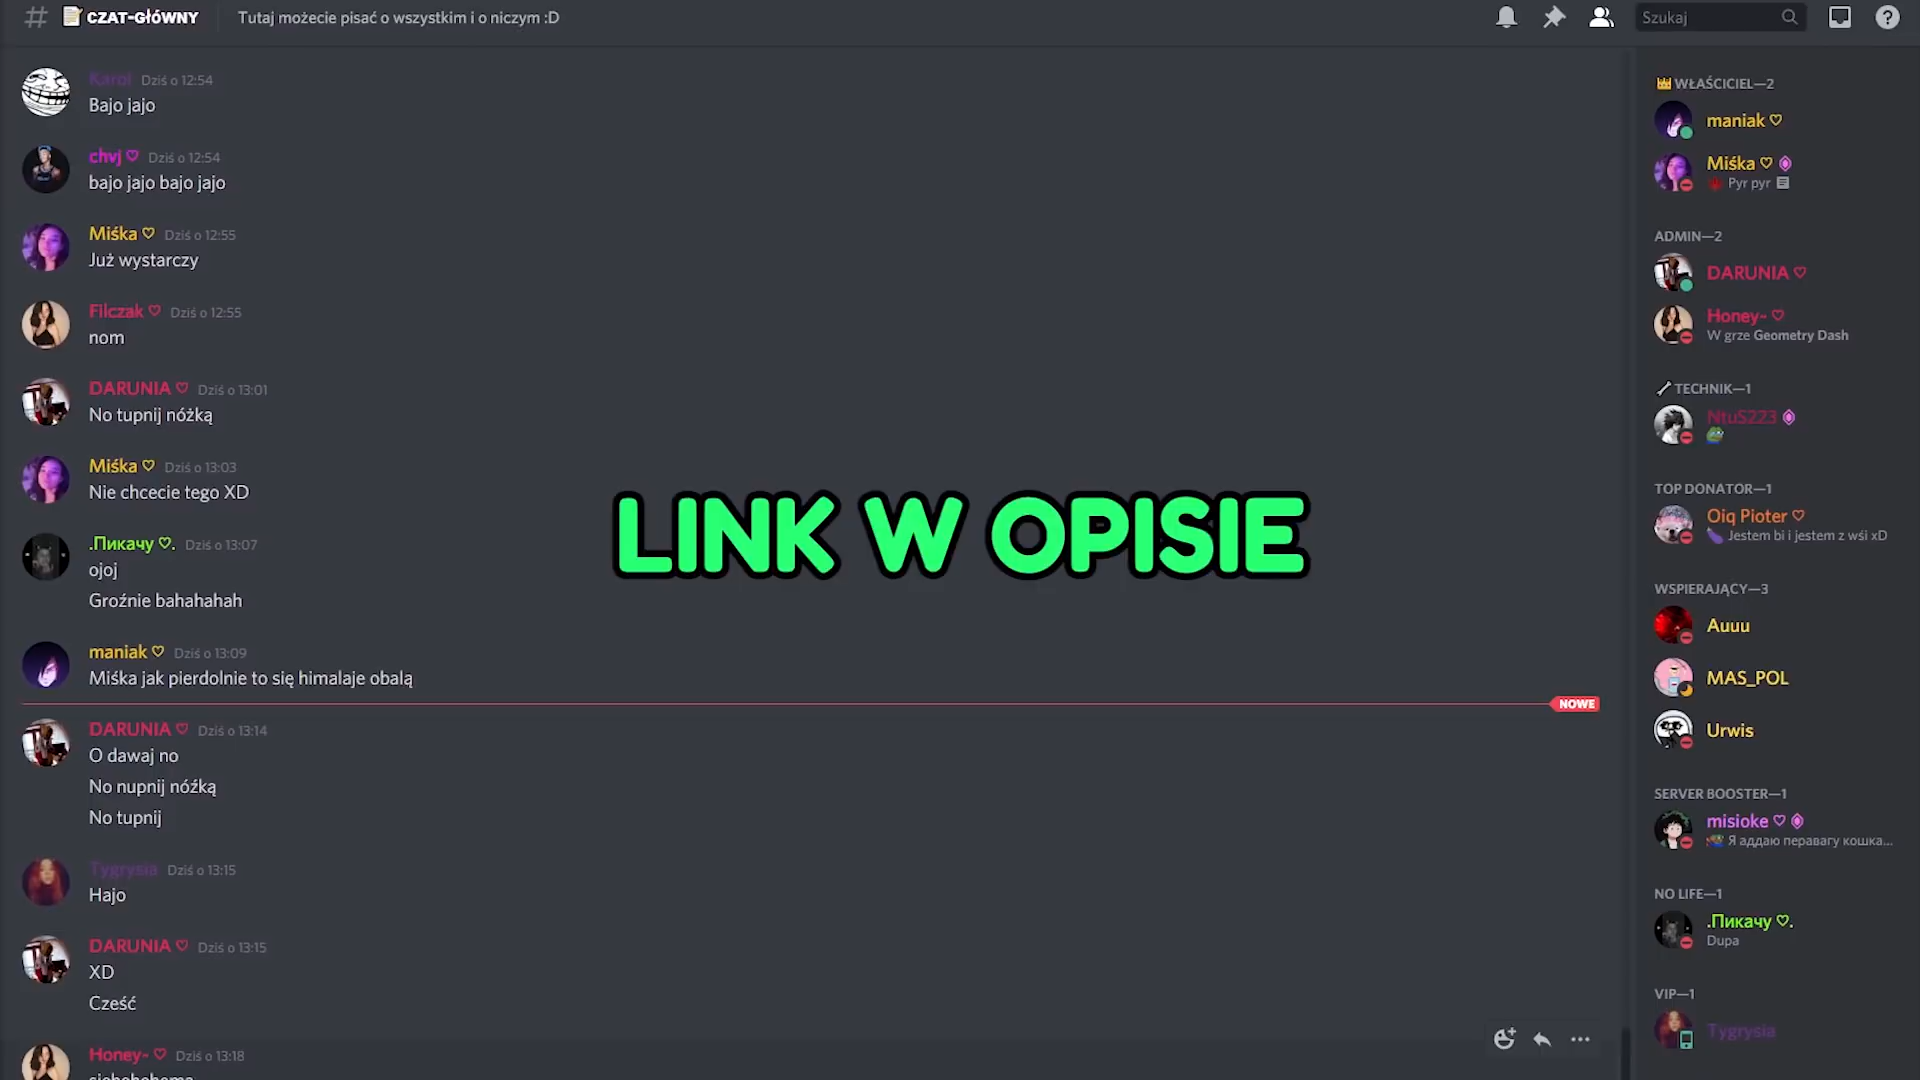 # 📝 CZAT-GŁÓWNY
Tutaj możecie pisać o wszystkim i o niczym :D
Szukaj
Karol Dziś o 12:54
Bajo jajo
chvj ♡ Dziś o 12:54
bajo jajo bajo jajo
Miśka ♡ Dziś o 12:55
Już wystarczy
Filczak ♡ Dziś o 12:55
nom
DARUNIA ♡ Dziś o 13:01
No tupnij nóżką
Miśka ♡ Dziś o 13:03
Nie chcecie tego XD
.Пикачу ♡. Dziś o 13:07
ojoj
Groźnie bahahahah
maniak ♡ Dziś o 13:09
Miśka jak pierdolnie to się himalaje obalą
NOWE
DARUNIA ♡ Dziś o 13:14
O dawaj no
No nupnij nóźką
No tupnij
Tygrysia Dziś o 13:15
Hajo
DARUNIA ♡ Dziś o 13:15
XD
Cześć
Honey- ♡ Dziś o 13:18
LINK W OPISIE
WŁAŚCICIEL—2
maniak ♡
Miśka ♡
Pyr pyr
ADMIN—2
DARUNIA ♡
Honey- ♡
W grze Geometry Dash
TECHNIK—1
NtuS223
TOP DONATOR—1
Oiq Pioter ♡
🍆 Jestem bi i jestem z wśi xD
WSPIERAJĄCY—3
Auuu
MAS_POL
Urwis
SERVER BOOSTER—1
misioke ♡
Я аддаю перавагу кошка...
NO LIFE—1
.Пикачу ♡.
Dupa
VIP—1
Tygrysia